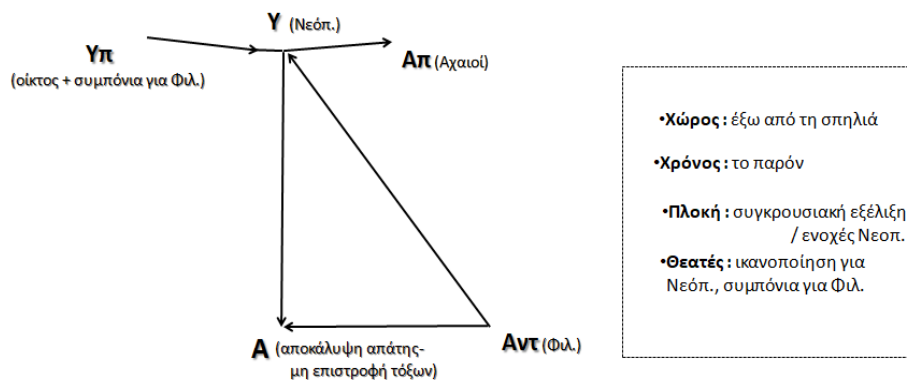 Υ (Νεόπ.)
Υπ
(οίκτος + συμπόνια για Φιλ.)
Απ (Αχαιοί)
Α (αποκάλυψη απάτης-
μη επιστροφή τόξων)
Αντ (Φιλ.)
•Χώρος : έξω από τη σπηλιά
•Χρόνος : το παρόν
•Πλοκή : συγκρουσιακή εξέλιξη
/ ενοχές Νεοπ.
•Θεατές : ικανοποίηση για
Νεόπ., συμπόνια για Φιλ.